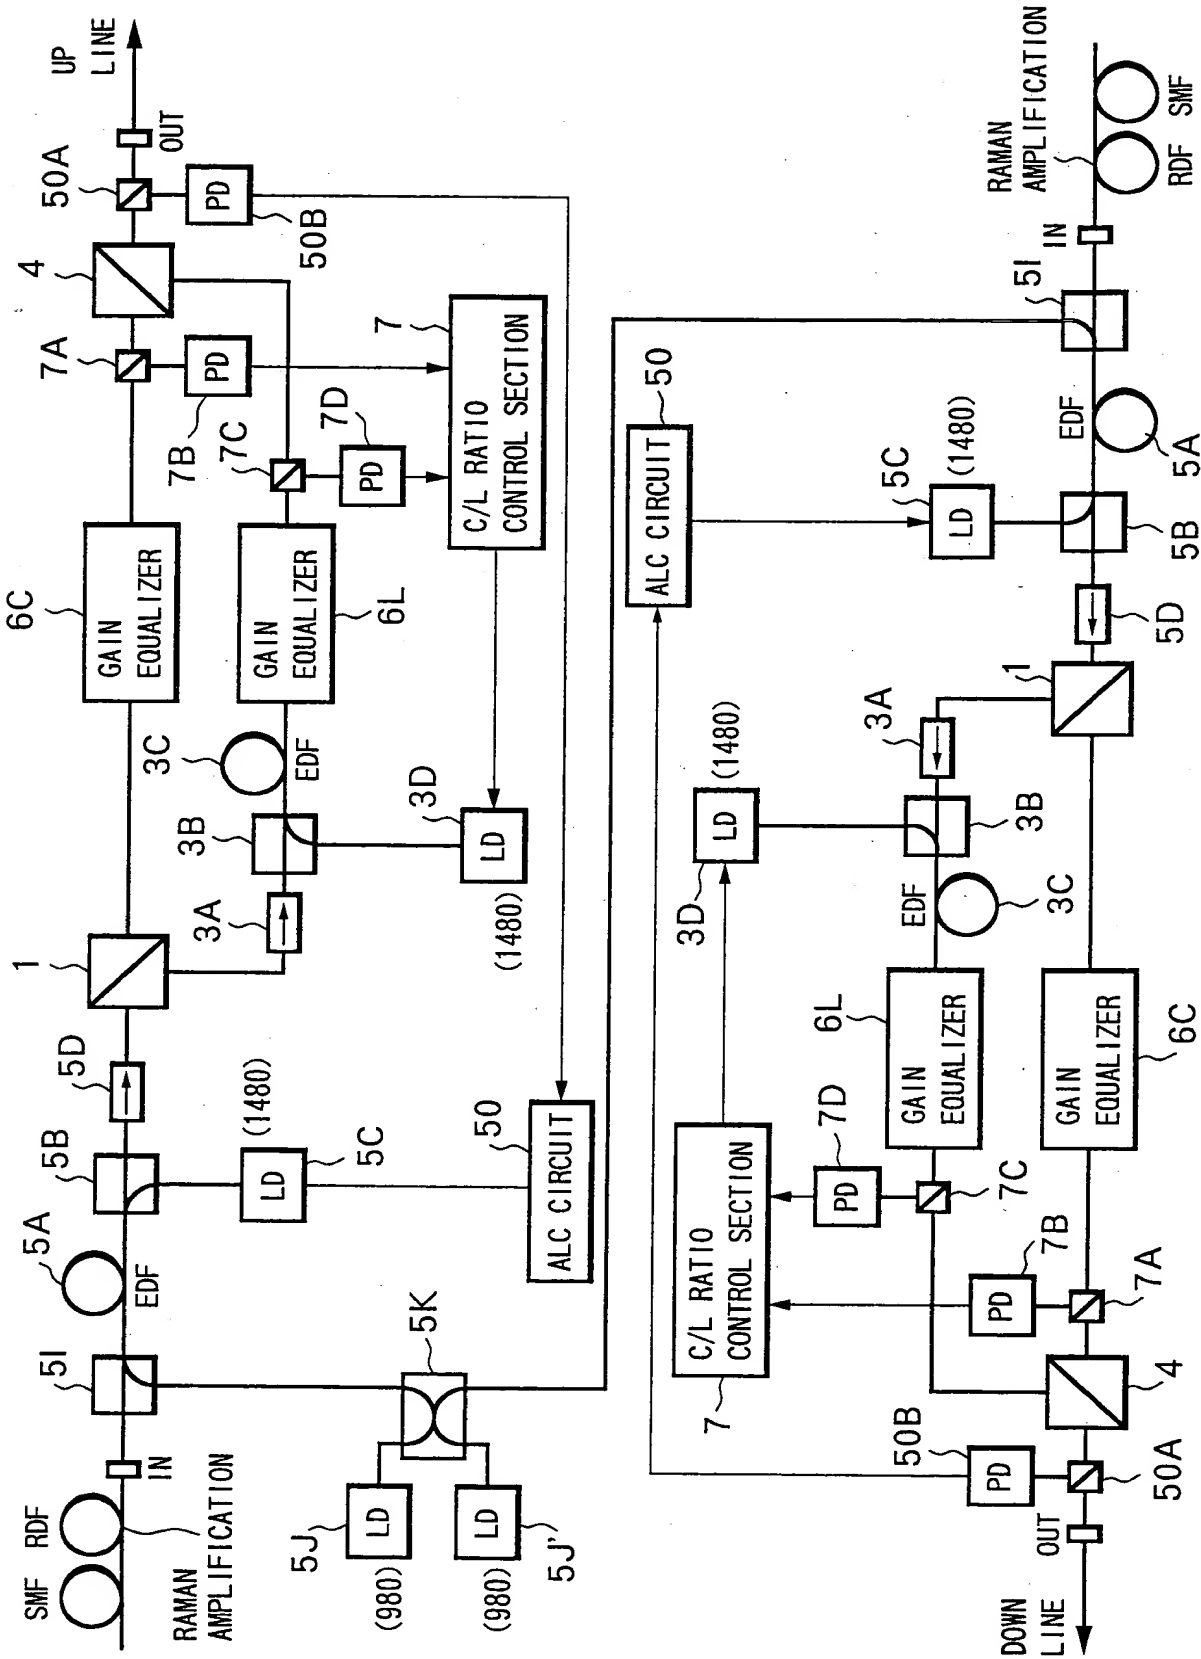 SMF
RDF
RAMAN
AMPLIFICATION
IN
5I
5A
EDF
5B
5D
1
5C
LD
(1480)
50
ALC CIRCUIT
5K
5J
LD
(980)
5J'
LD
(980)
3A
3B
3C
EDF
3D
LD
(1480)
6C
GAIN
EQUALIZER
6L
GAIN
EQUALIZER
7A
7B
PD
7C
7D
PD
7
C/L RATIO
CONTROL SECTION
4
50A
50B
PD
OUT
UP
LINE
RAMAN
AMPLIFICATION
RDF
SMF
IN
5I
EDF
5A
5B
5C
LD
(1480)
50
ALC CIRCUIT
5D
1
3A
3B
3D
LD
(1480)
EDF
3C
6L
GAIN
EQUALIZER
6C
GAIN
EQUALIZER
7D
PD
7C
7B
PD
7A
C/L RATIO
CONTROL SECTION
7
4
50B
PD
50A
OUT
DOWN
LINE